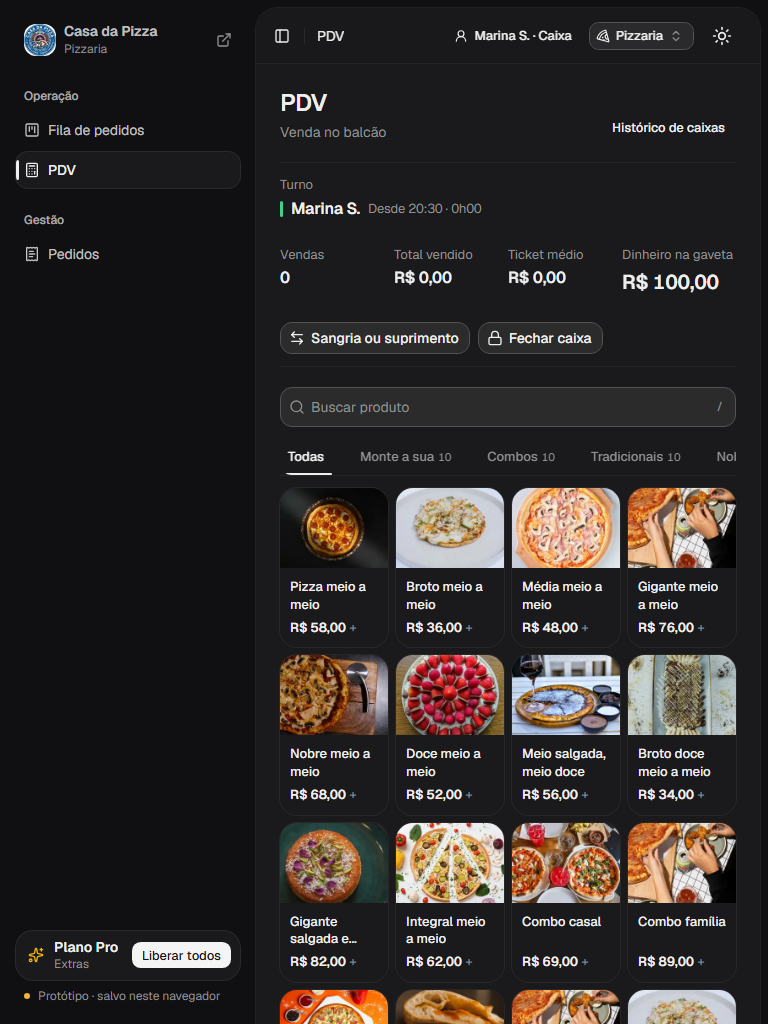 Casa da Pizza
Pizzaria
Operação
Fila de pedidos
PDV
Gestão
Pedidos
Plano Pro
Extras
Liberar todos
Protótipo · salvo neste navegador
PDV
Marina S. · Caixa
Pizzaria
PDV
Venda no balcão
Histórico de caixas
Turno
Marina S. Desde 20:30 · 0h00
Vendas
0
Total vendido
R$ 0,00
Ticket médio
R$ 0,00
Dinheiro na gaveta
R$ 100,00
Sangria ou suprimento
Fechar caixa
Buscar produto /
Todas
Monte a sua 10
Combos 10
Tradicionais 10
Nol
Pizza meio a
meio
R$ 58,00 +
Broto meio a
meio
R$ 36,00 +
Média meio a
meio
R$ 48,00 +
Gigante meio
a meio
R$ 76,00 +
Nobre meio a
meio
R$ 68,00 +
Doce meio a
meio
R$ 52,00 +
Meio salgada,
meio doce
R$ 56,00 +
Broto doce
meio a meio
R$ 34,00 +
Gigante
salgada e...
R$ 82,00 +
Integral meio
a meio
R$ 62,00 +
Combo casal
R$ 69,00 +
Combo família
R$ 89,00 +